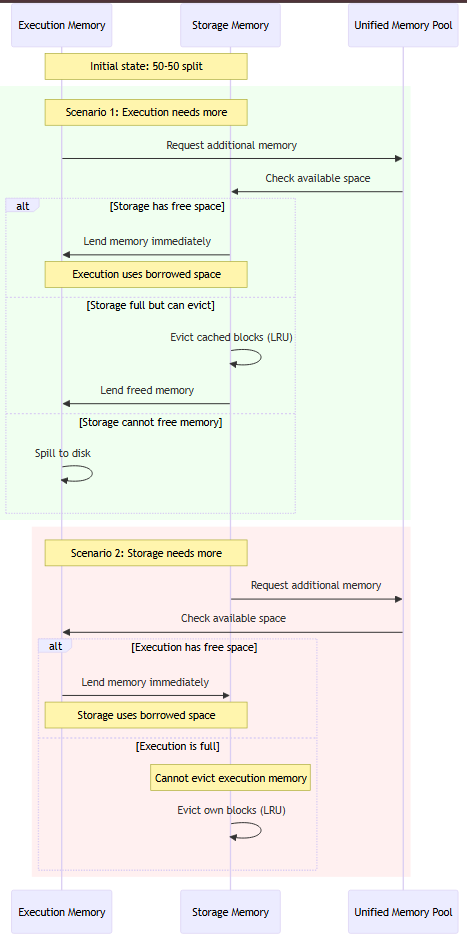 Execution Memory
Storage Memory
Unified Memory Pool
Initial state: 50-50 split
Scenario 1: Execution needs more
Request additional memory
Check available space
alt
[Storage has free space]
Lend memory immediately
Execution uses borrowed space
[Storage full but can evict]
Evict cached blocks (LRU)
Lend freed memory
[Storage cannot free memory]
Spill to disk
Scenario 2: Storage needs more
Request additional memory
Check available space
alt
[Execution has free space]
Lend memory immediately
Storage uses borrowed space
[Execution is full]
Cannot evict execution memory
Evict own blocks (LRU)
Execution Memory
Storage Memory
Unified Memory Pool